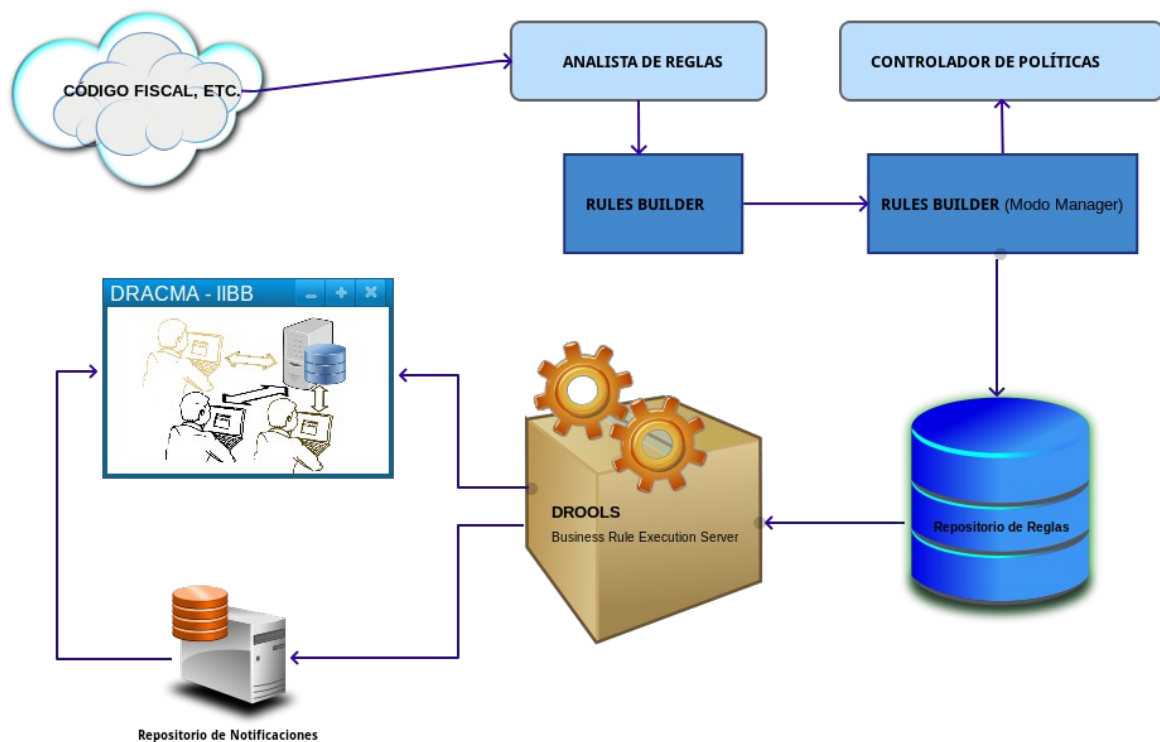 CÓDIGO FISCAL, ETC.
ANALISTA DE REGLAS
CONTROLADOR DE POLÍTICAS
RULES BUILDER
RULES BUILDER (Modo Manager)
DRACMA - IIBB
DROOLS
Business Rule Execution Server
Repositorio de Reglas
Repositorio de Notificaciones